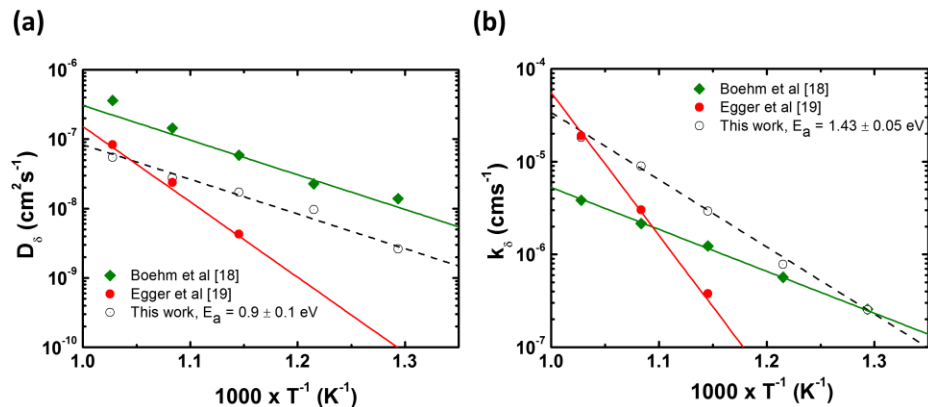 (a)
10⁻⁶
10⁻⁷
10⁻⁸
10⁻⁹
10⁻¹⁰
D_δ (cm²s⁻¹)
Boehm et al [18]
Egger et al [19]
This work, E_a = 0.9 ± 0.1 eV
1.0 1.1 1.2 1.3
1000 x T⁻¹ (K⁻¹)
(b)
10⁻⁴
10⁻⁵
10⁻⁶
10⁻⁷
k_δ (cms⁻¹)
Boehm et al [18]
Egger et al [19]
This work, E_a = 1.43 ± 0.05 eV
1.0 1.1 1.2 1.3
1000 x T⁻¹ (K⁻¹)